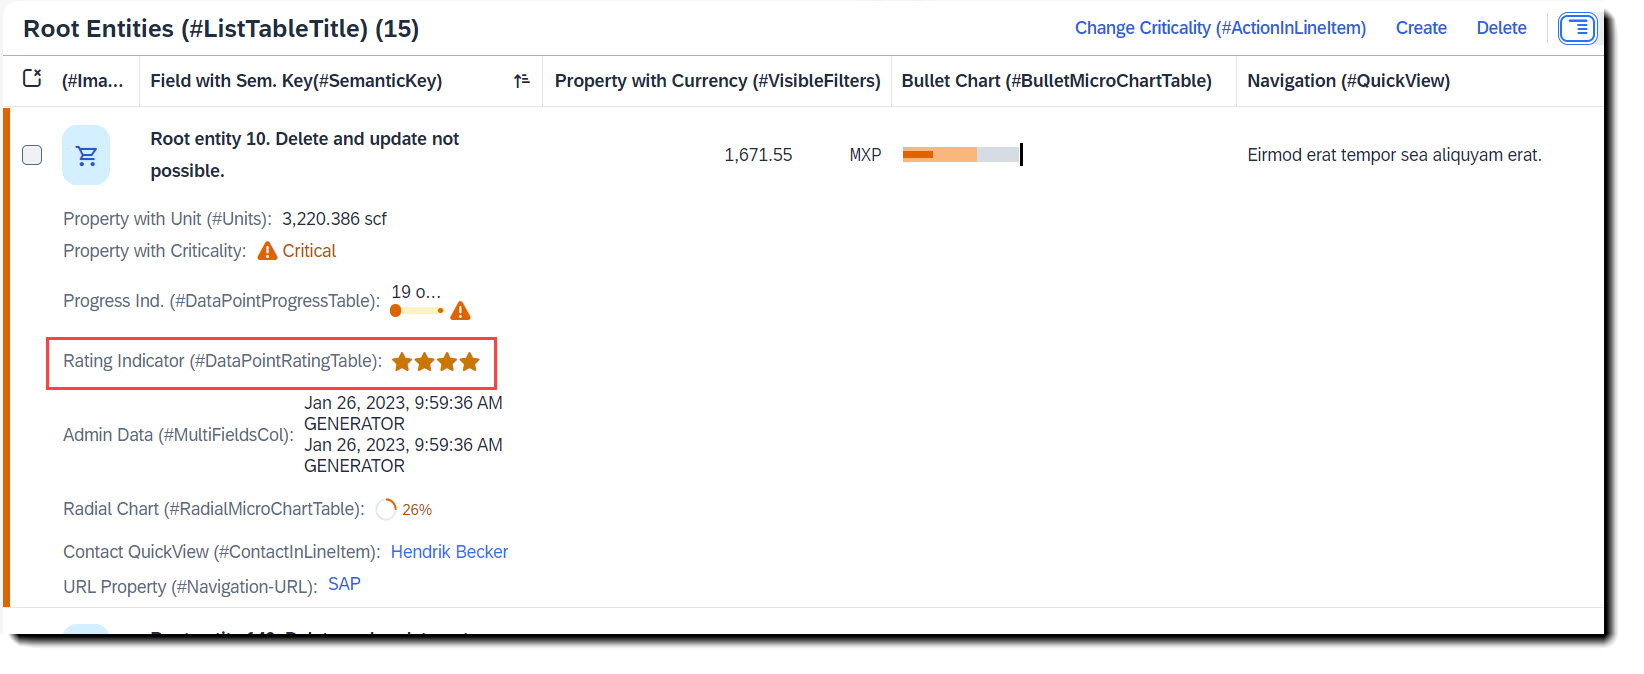 Root Entities (#ListTableTitle) (15)
Change Criticality (#ActionInLineItem) Create Delete
(#Ima... Field with Sem. Key(#SemanticKey) Property with Currency (#VisibleFilters) Bullet Chart (#BulletMicroChartTable) Navigation (#QuickView)
Root entity 10. Delete and update not
possible.
1,671.55 MXP
Eirmod erat tempor sea aliquyam erat.
Property with Unit (#Units): 3,220.386 scf
Property with Criticality: Critical
Progress Ind. (#DataPointProgressTable): 19 o...
Rating Indicator (#DataPointRatingTable):
Admin Data (#MultiFieldsCol):
Jan 26, 2023, 9:59:36 AM
GENERATOR
Jan 26, 2023, 9:59:36 AM
GENERATOR
Radial Chart (#RadialMicroChartTable): 26%
Contact QuickView (#ContactInLineItem): Hendrik Becker
URL Property (#Navigation-URL): SAP